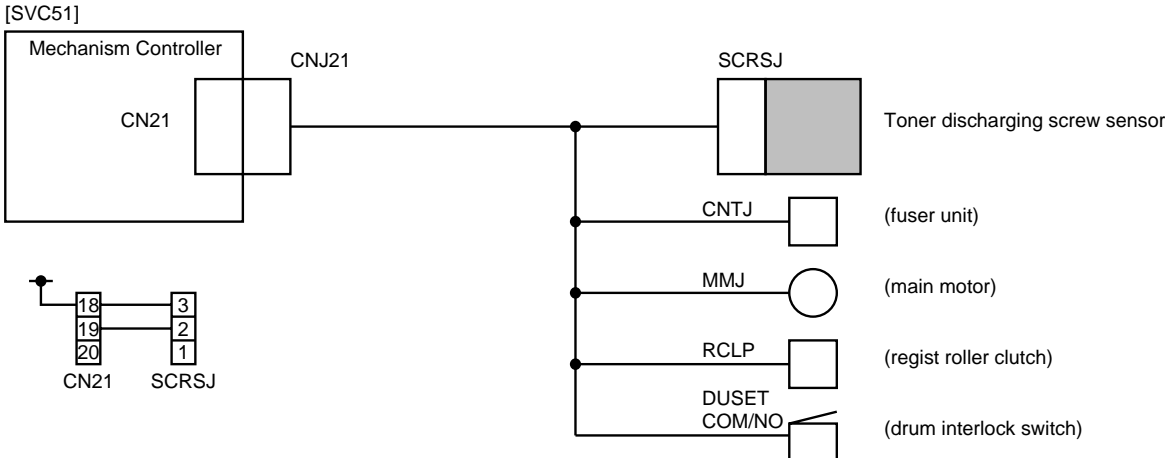 [SVC51]
Mechanism Controller
CNJ21
SCRSJ
CN21
Toner discharging screw sensor
CNTJ
(fuser unit)
MMJ
(main motor)
18
3
19
2
20
1
CN21
SCRSJ
RCLP
(regist roller clutch)
DUSET
COM/NO
(drum interlock switch)